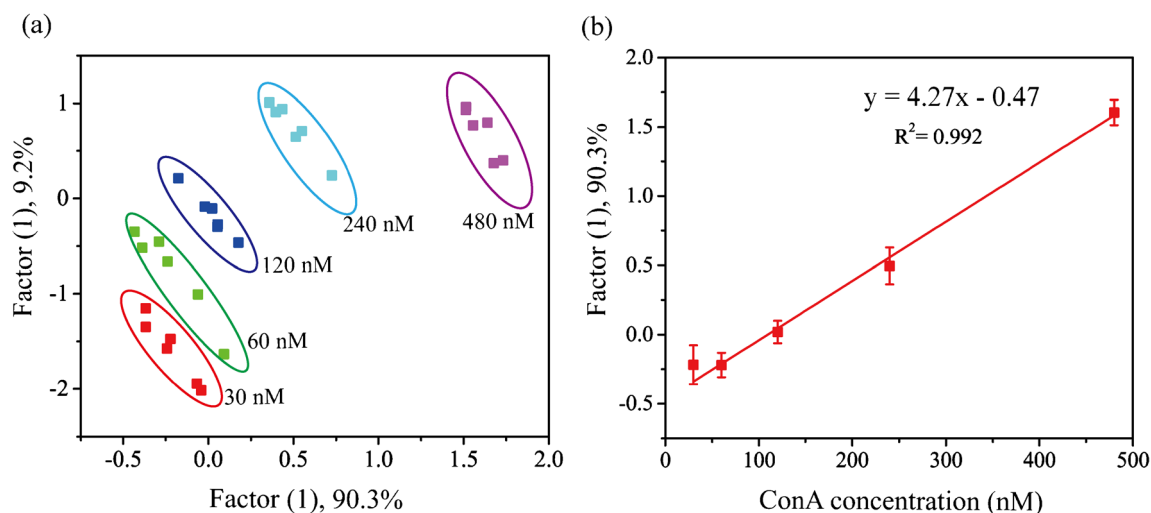 (a)
Factor (1), 9.2%
1
0
-1
-2
240 nM
480 nM
120 nM
60 nM
30 nM
-0.5
0.0
0.5
1.0
1.5
2.0
Factor (1), 90.3%
(b)
Factor (1), 90.3%
2.0
1.5
1.0
0.5
0.0
-0.5
y = 4.27x - 0.47
R²= 0.992
0
100
200
300
400
500
ConA concentration (nM)